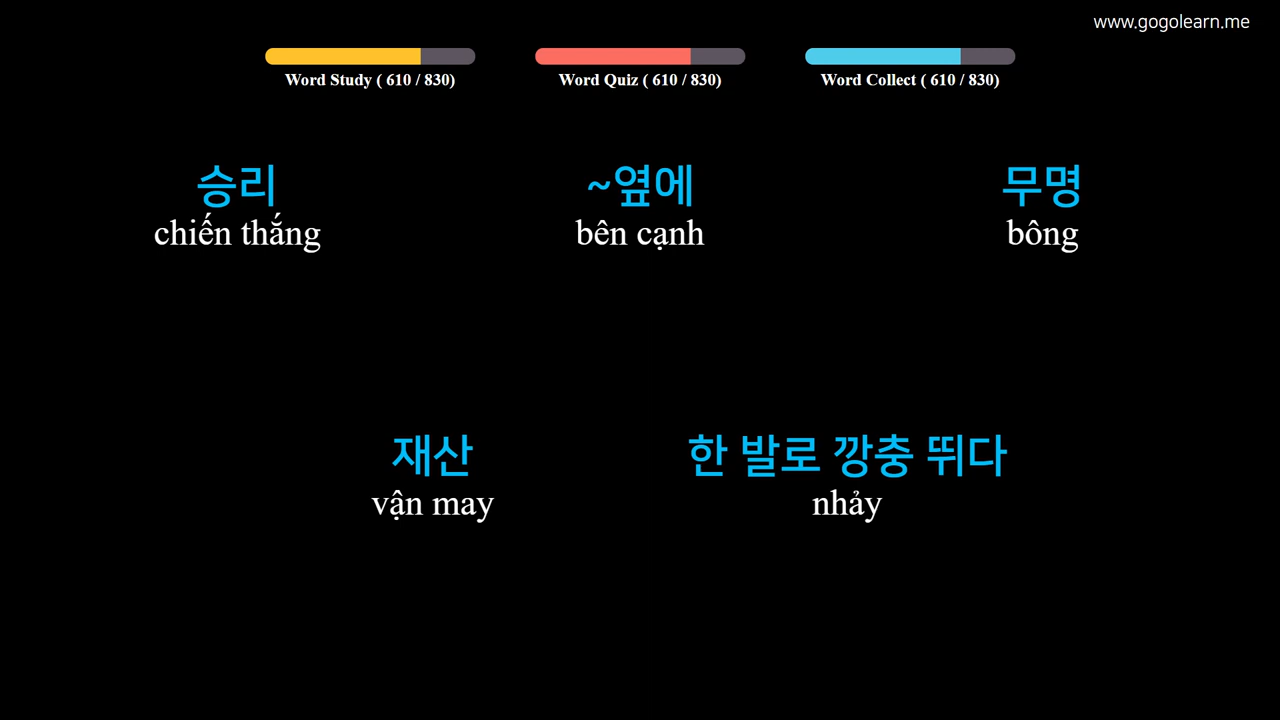 www.gogolearn.me
Word Study ( 610 / 830)
Word Quiz ( 610 / 830)
Word Collect ( 610 / 830)
승리
chiến thắng
~옆에
bên cạnh
무명
bông
재산
vận may
한 발로 깡충 뛰다
nhảy